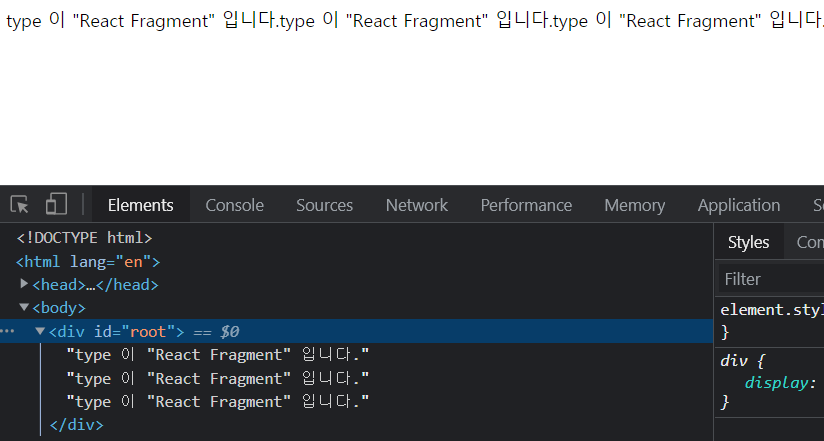 type 이 "React Fragment" 입니다.type 이 "React Fragment" 입니다.type 이 "React Fragment" 입니다.
Elements Console Sources Network Performance Memory Application
<!DOCTYPE html>
<html lang="en">
<head>…</head>
<body>
<div id="root"> == $0
"type 이 "React Fragment" 입니다."
"type 이 "React Fragment" 입니다."
"type 이 "React Fragment" 입니다."
</div>
Styles
Filter
element.styl
}
div {
display:
}